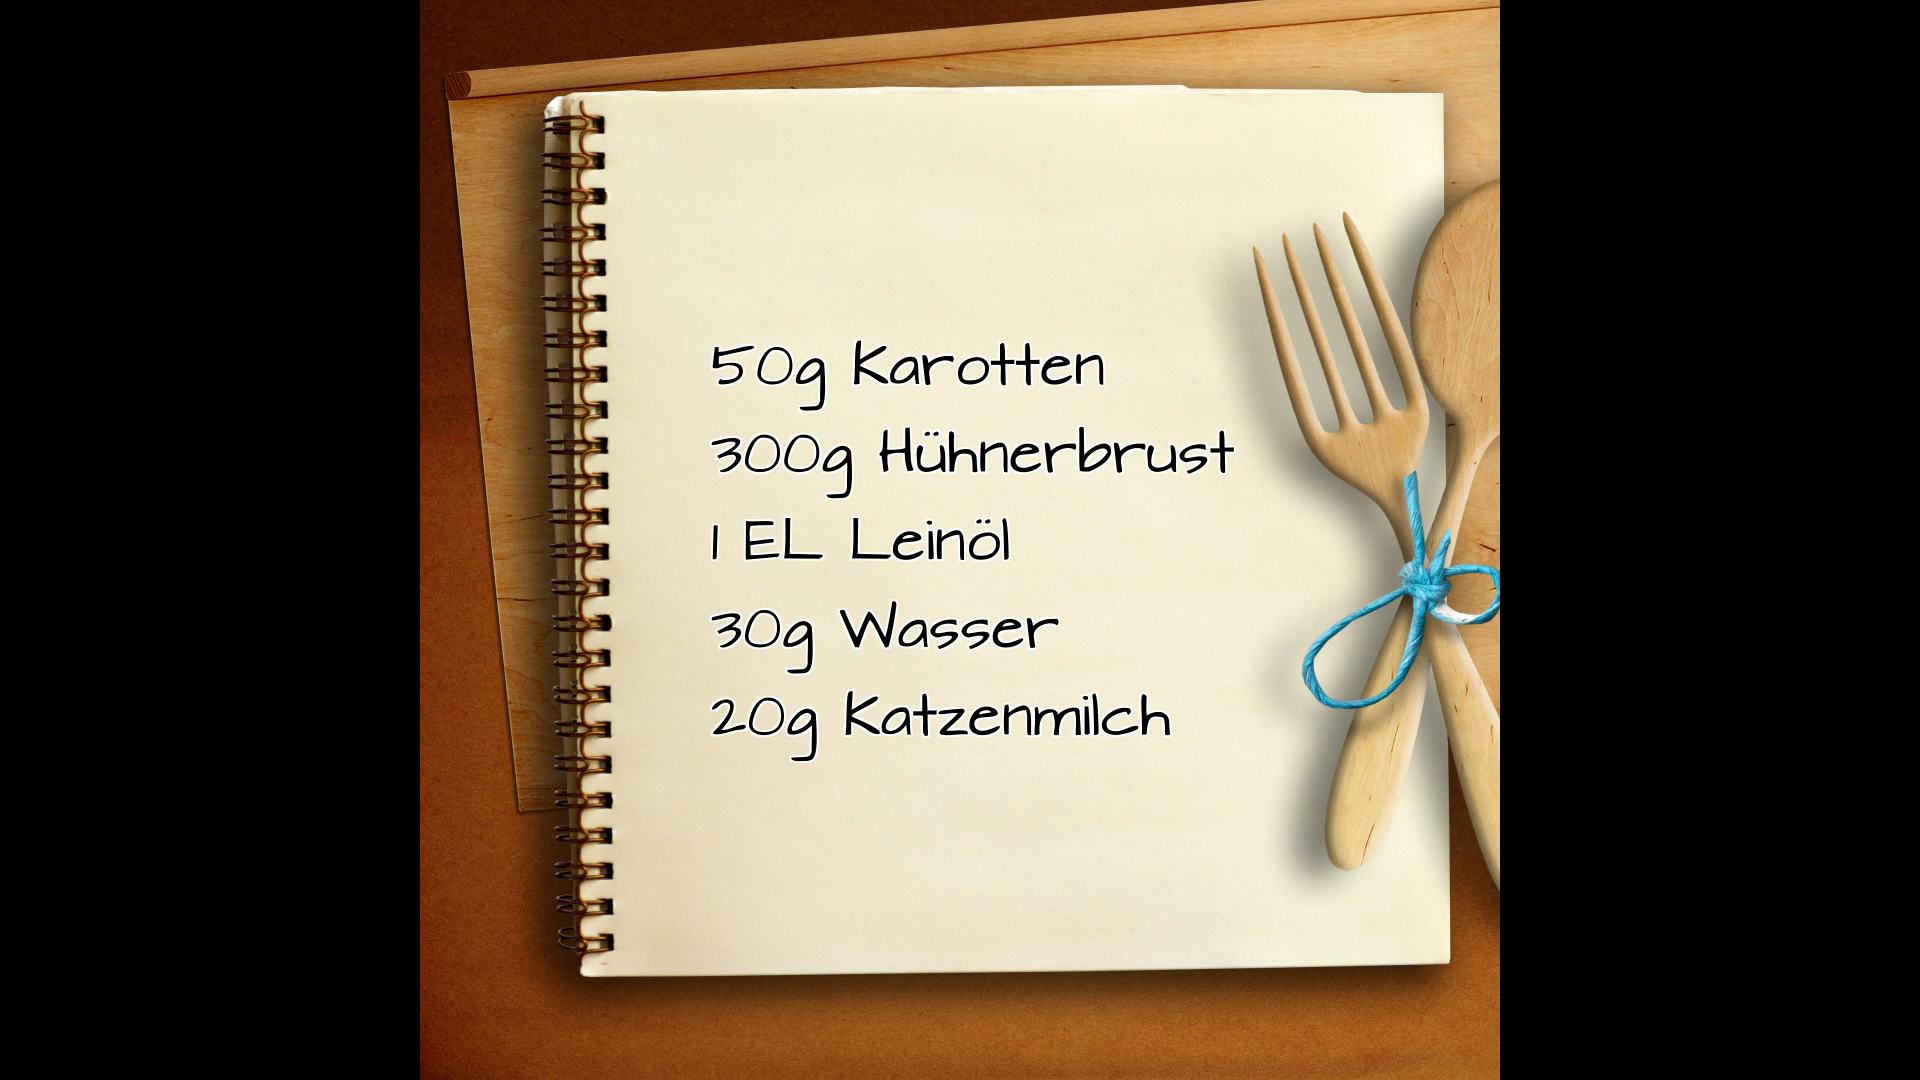 50g Karotten
300g Hühnerbrust
1 EL Leinöl
30g Wasser
20g Katzenmilch